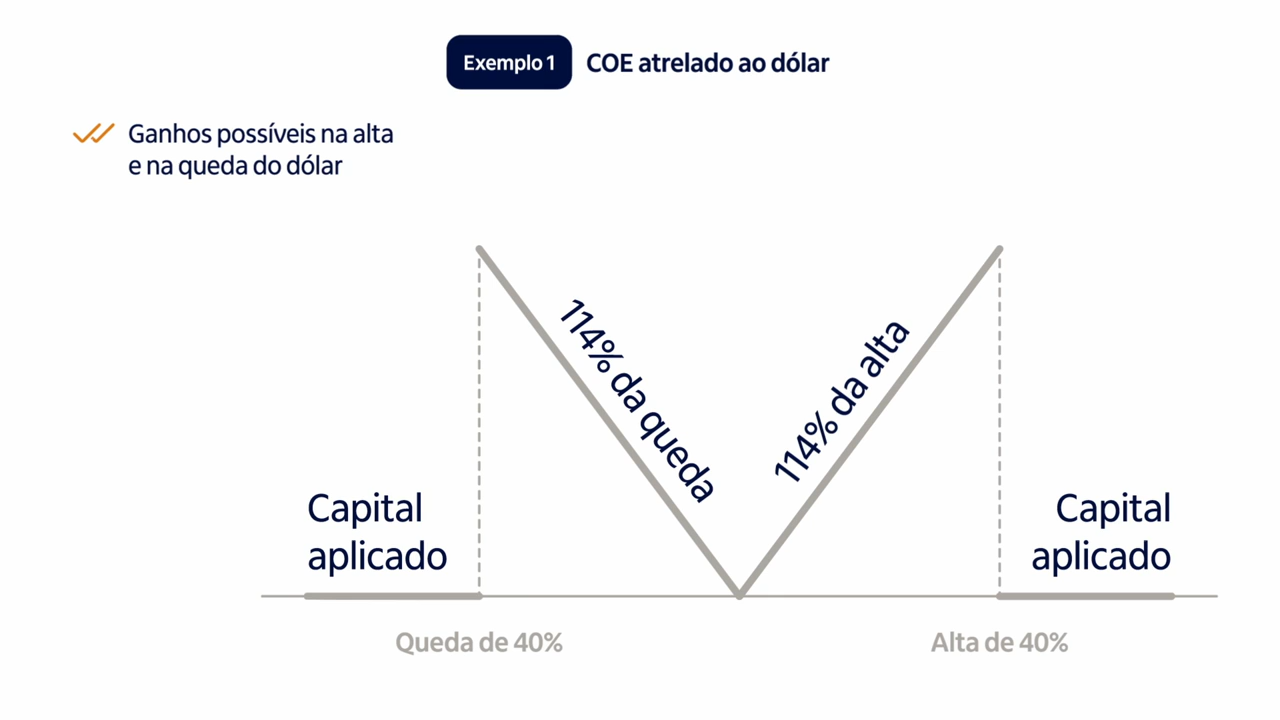 Exemplo 1
COE atrelado ao dólar
Ganhos possíveis na alta
e na queda do dólar
114% da queda
114% da alta
Capital
aplicado
Capital
aplicado
Queda de 40%
Alta de 40%